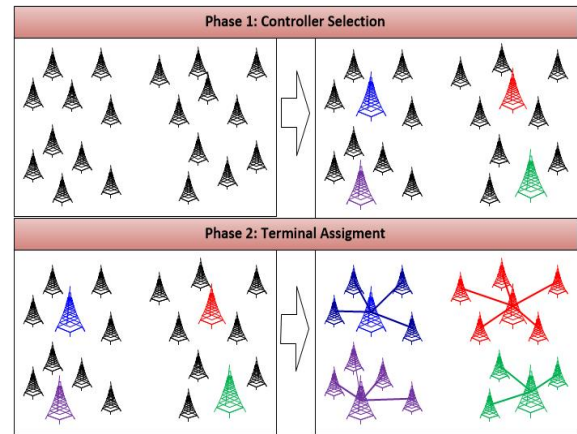 Phase 1: Controller Selection
Phase 2: Terminal Assigment